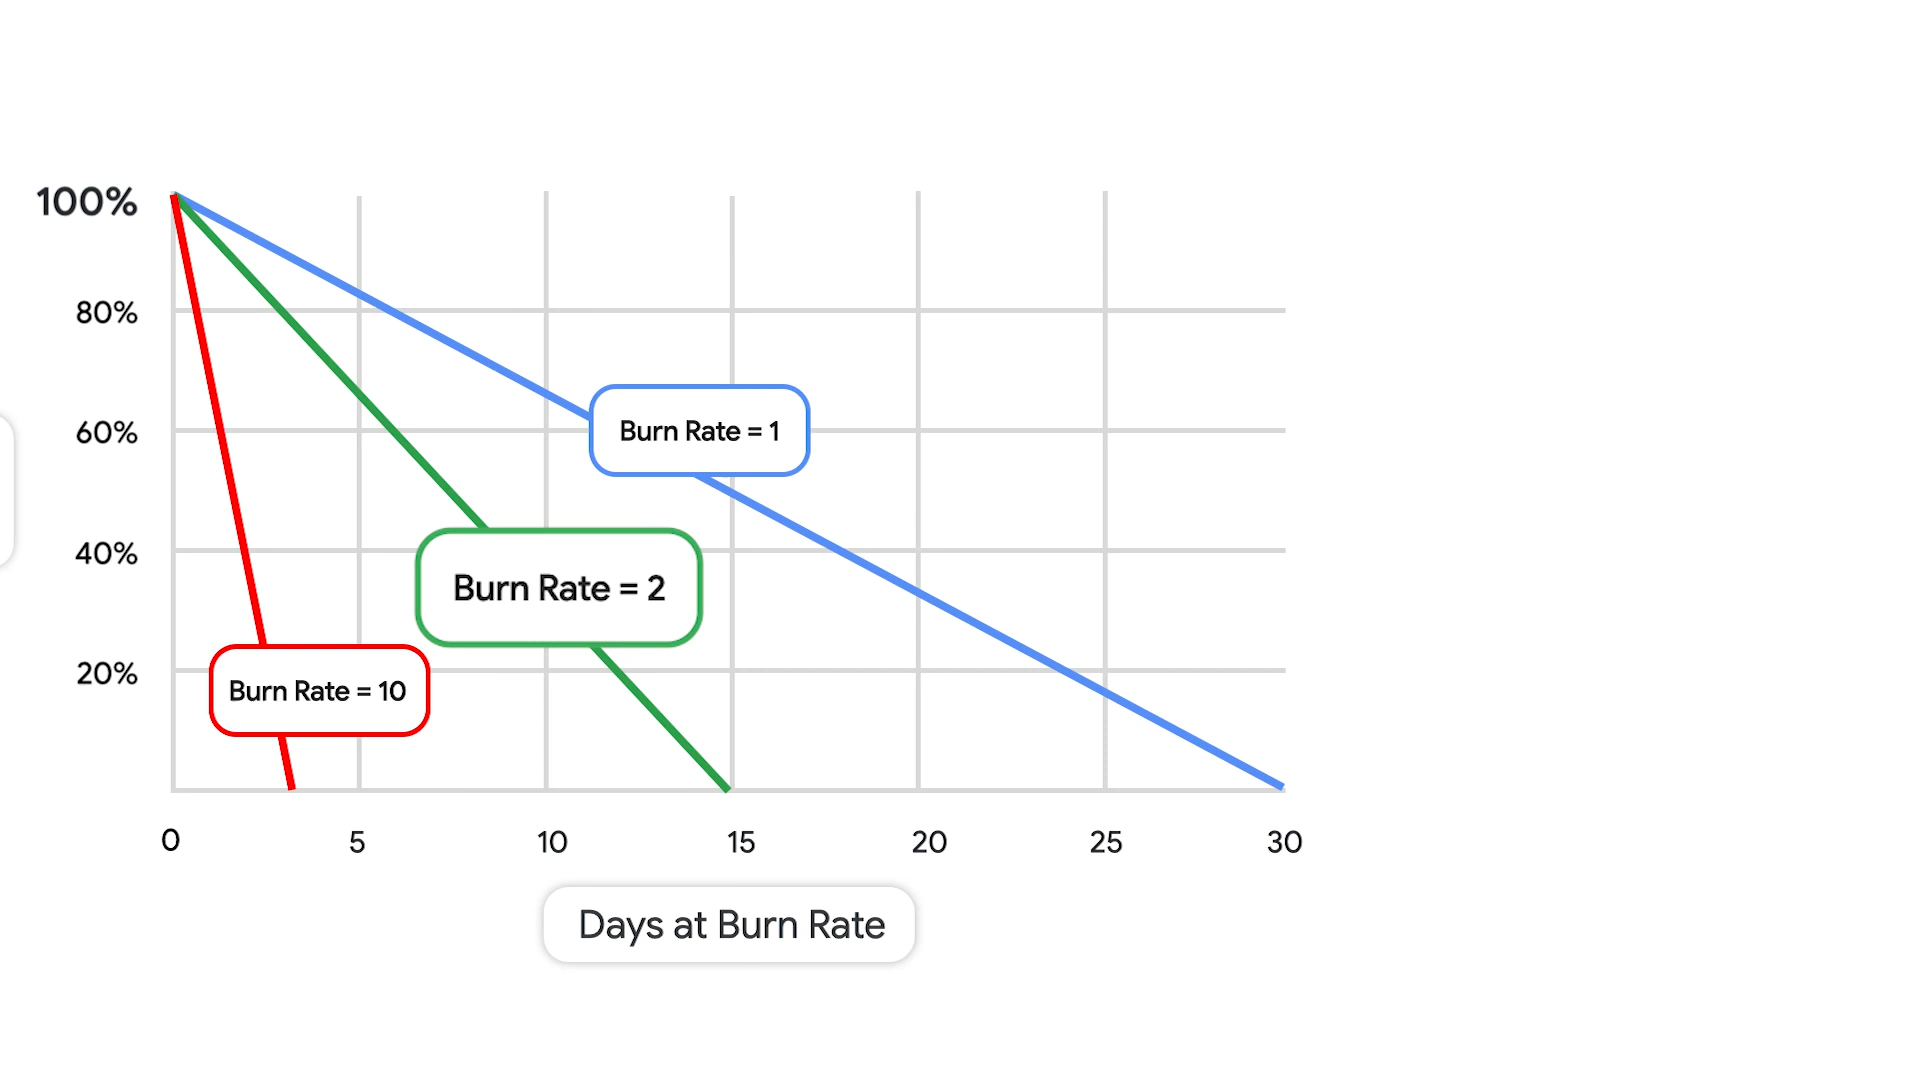 100%
80%
60%
40%
20%
Burn Rate = 1
Burn Rate = 2
Burn Rate = 10
0 5 10 15 20 25 30
Days at Burn Rate